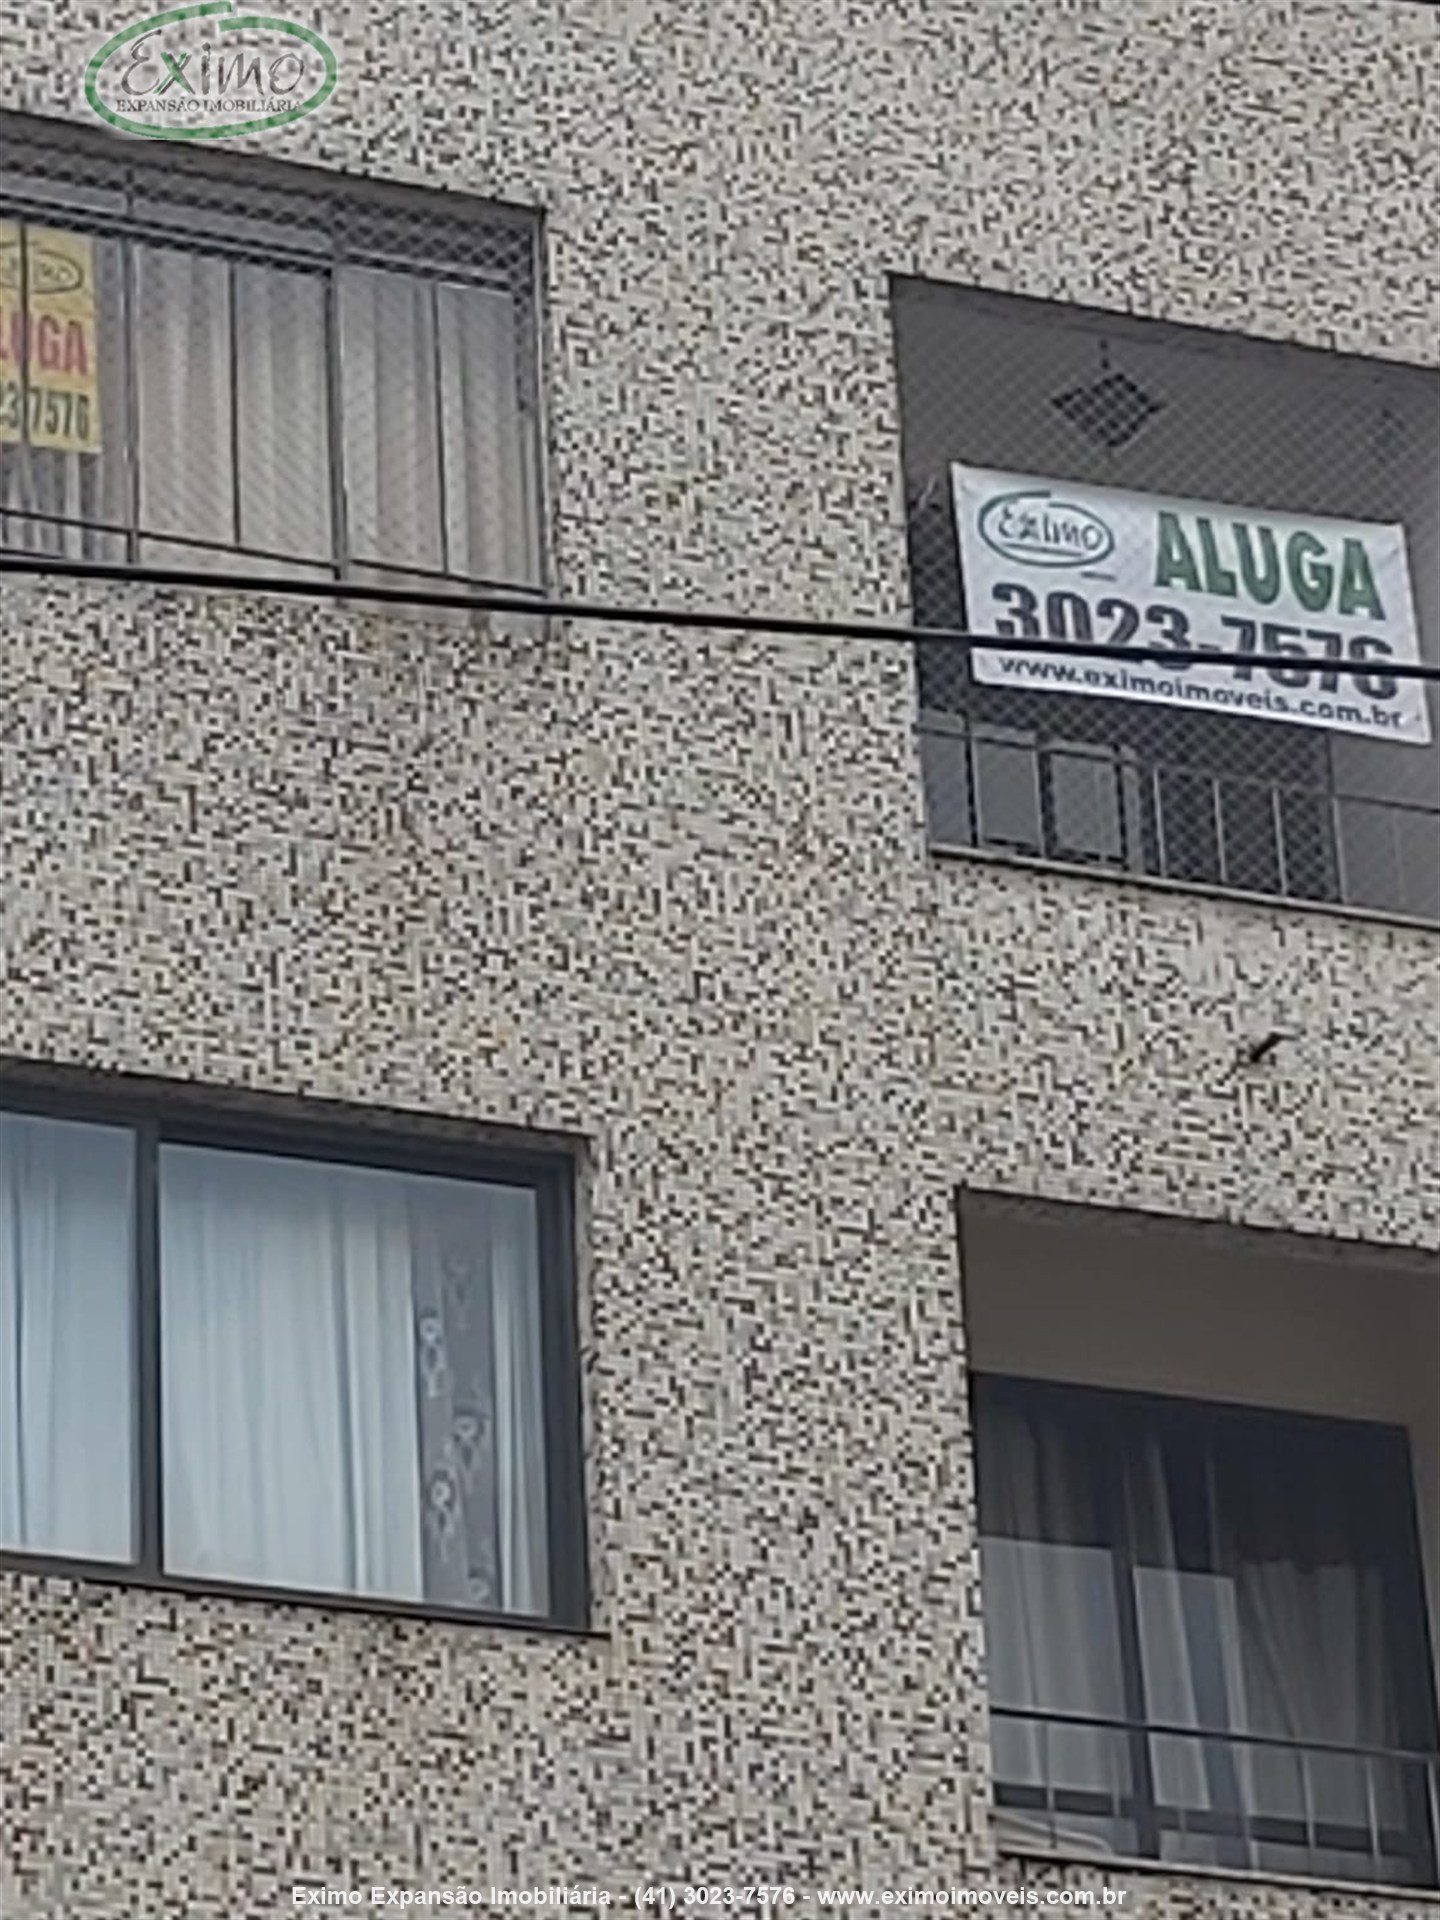 Eximo
EXPANSÃO IMOBILIÁRIA
Eximo
ALUGA
3023-7576
www.eximoimoveis.com.br
Eximo Expansão Imobiliária - (41) 3023-7576 - www.eximoimoveis.com.br